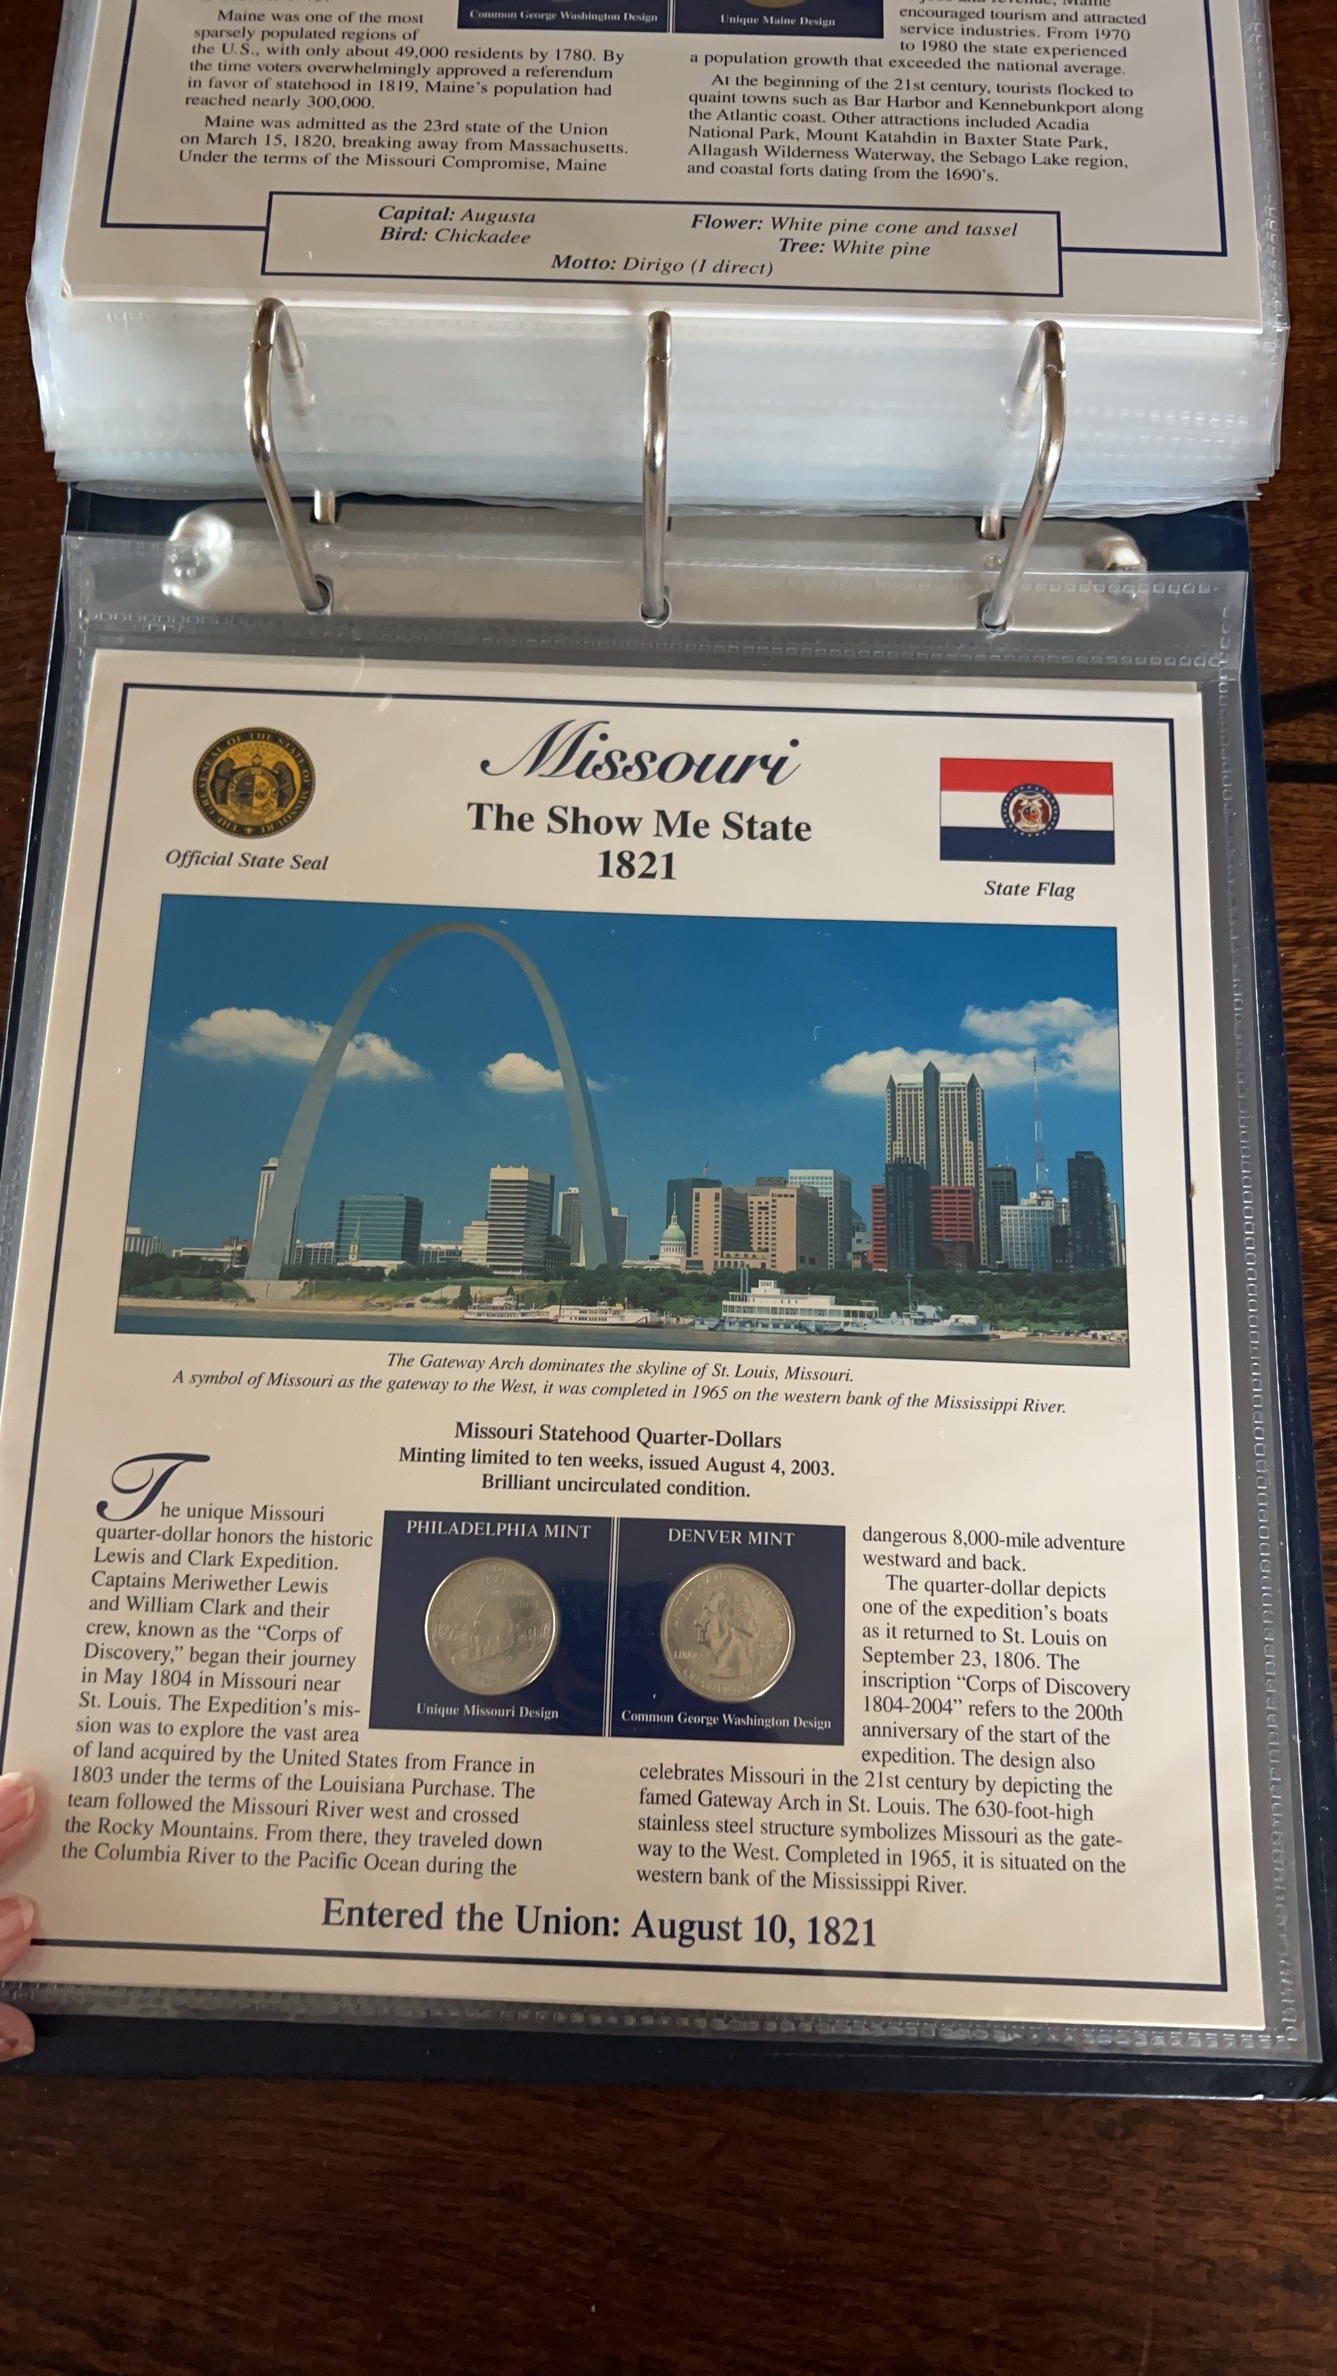 Maine was one of the most
sparsely populated regions of
the U.S., with only about 49,000 residents by 1780. By
the time voters overwhelmingly approved a referendum
in favor of statehood in 1819, Maine's population had
reached nearly 300,000.
Maine was admitted as the 23rd state of the Union
on March 15, 1820, breaking away from Massachusetts.
Under the terms of the Missouri Compromise, Maine
Common George Washington Design
Unique Maine Design
encouraged tourism and attracted
service industries. From 1970
to 1980 the state experienced
a population growth that exceeded the national average.
At the beginning of the 21st century, tourists flocked to
quaint towns such as Bar Harbor and Kennebunkport along
the Atlantic coast. Other attractions included Acadia
National Park, Mount Katahdin in Baxter State Park,
Allagash Wilderness Waterway, the Sebago Lake region,
and coastal forts dating from the 1690's.
Capital: Augusta
Bird: Chickadee
Flower: White pine cone and tassel
Tree: White pine
Motto: Dirigo (I direct)
Missouri
The Show Me State
1821
Official State Seal
State Flag
The Gateway Arch dominates the skyline of St. Louis, Missouri.
A symbol of Missouri as the gateway to the West, it was completed in 1965 on the western bank of the Mississippi River.
Missouri Statehood Quarter-Dollars
Minting limited to ten weeks, issued August 4, 2003.
Brilliant uncirculated condition.
The unique Missouri
quarter-dollar honors the historic
Lewis and Clark Expedition.
Captains Meriwether Lewis
and William Clark and their
crew, known as the "Corps of
Discovery," began their journey
in May 1804 in Missouri near
St. Louis. The Expedition's mis-
sion was to explore the vast area
of land acquired by the United States from France in
1803 under the terms of the Louisiana Purchase. The
team followed the Missouri River west and crossed
the Rocky Mountains. From there, they traveled down
the Columbia River to the Pacific Ocean during the
PHILADELPHIA MINT
Unique Missouri Design
DENVER MINT
Common George Washington Design
dangerous 8,000-mile adventure
westward and back.
The quarter-dollar depicts
one of the expedition's boats
as it returned to St. Louis on
September 23, 1806. The
inscription "Corps of Discovery
1804-2004" refers to the 200th
anniversary of the start of the
expedition. The design also
celebrates Missouri in the 21st century by depicting the
famed Gateway Arch in St. Louis. The 630-foot-high
stainless steel structure symbolizes Missouri as the gate-
way to the West. Completed in 1965, it is situated on the
western bank of the Mississippi River.
Entered the Union: August 10, 1821